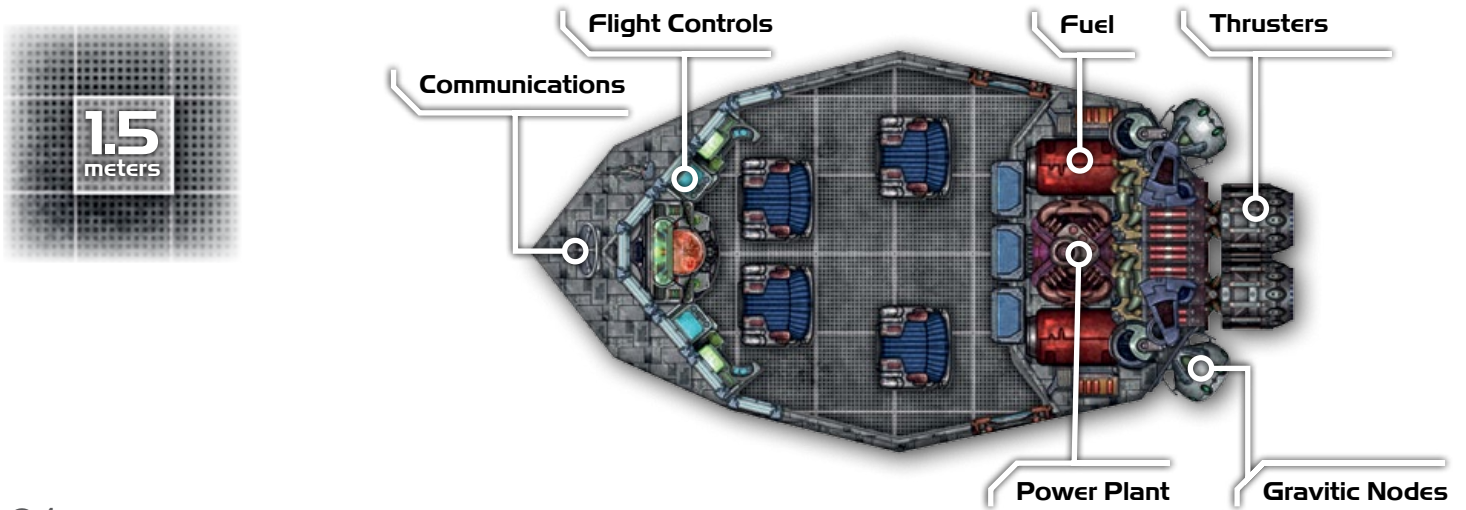 Flight Controls
Fuel
Thrusters
Communications
1.5
meters
Power Plant
Gravitic Nodes